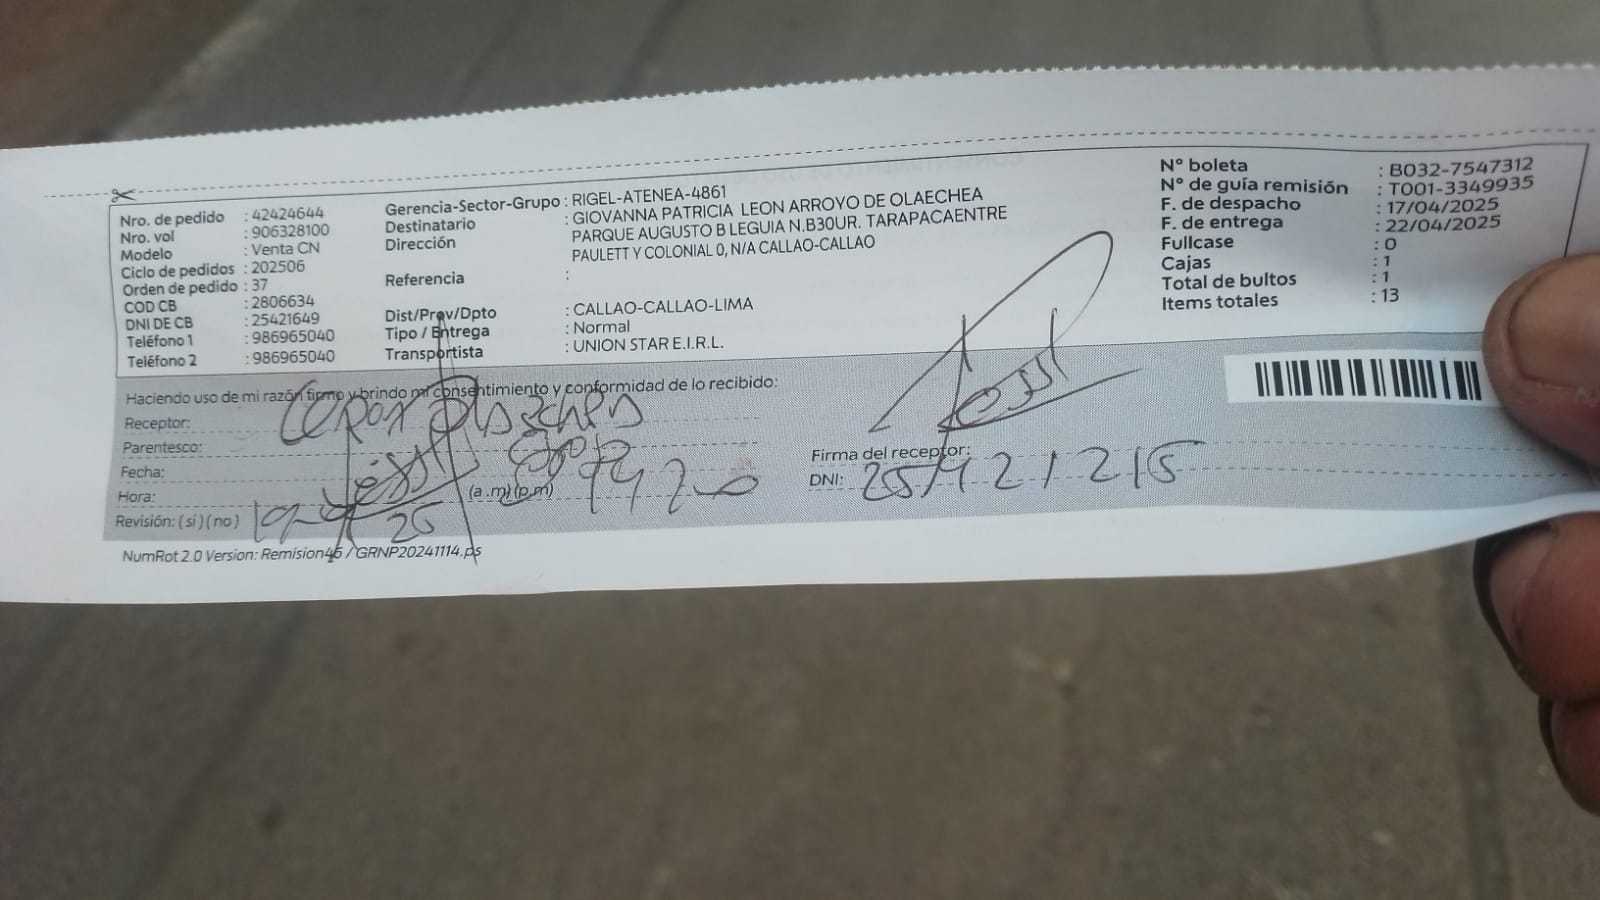 Nro. de pedido : 42424644
Nro. vol : 906328100
Modelo : Venta CN
Ciclo de pedidos : 202506
Orden de pedido : 37
COD CB : 2806634
DNI DE CB : 25421649
Teléfono 1 : 986965040
Teléfono 2 : 986965040
Gerencia-Sector-Grupo : RIGEL-ATENEA-4861
Destinatario : GIOVANNA PATRICIA LEON ARROYO DE OLAECHEA
Dirección PARQUE AUGUSTO B LEGUIA N.B30UR. TARAPACAENTRE
PAULETT Y COLONIAL 0, N/A CALLAO-CALLAO
Referencia :
Dist/Prov/Dpto : CALLAO-CALLAO-LIMA
Tipo / Entrega : Normal
Transportista : UNION STAR E.I.R.L.
N° boleta : B032-7547312
N° de guía remisión : T001-3349935
F. de despacho : 17/04/2025
F. de entrega : 22/04/2025
Fullcase : 0
Cajas : 1
Total de bultos : 1
Items totales : 13
Haciendo uso de mi razón firmo y brindo mi consentimiento y conformidad de lo recibido:
Receptor:
Parentesco:
Fecha:
Hora: (a.m) (p.m)
Revisión: ( si ) ( no )
Firma del receptor:
DNI:
NumRot 2.0 Version: Remision45 / GRNP20241114.ps